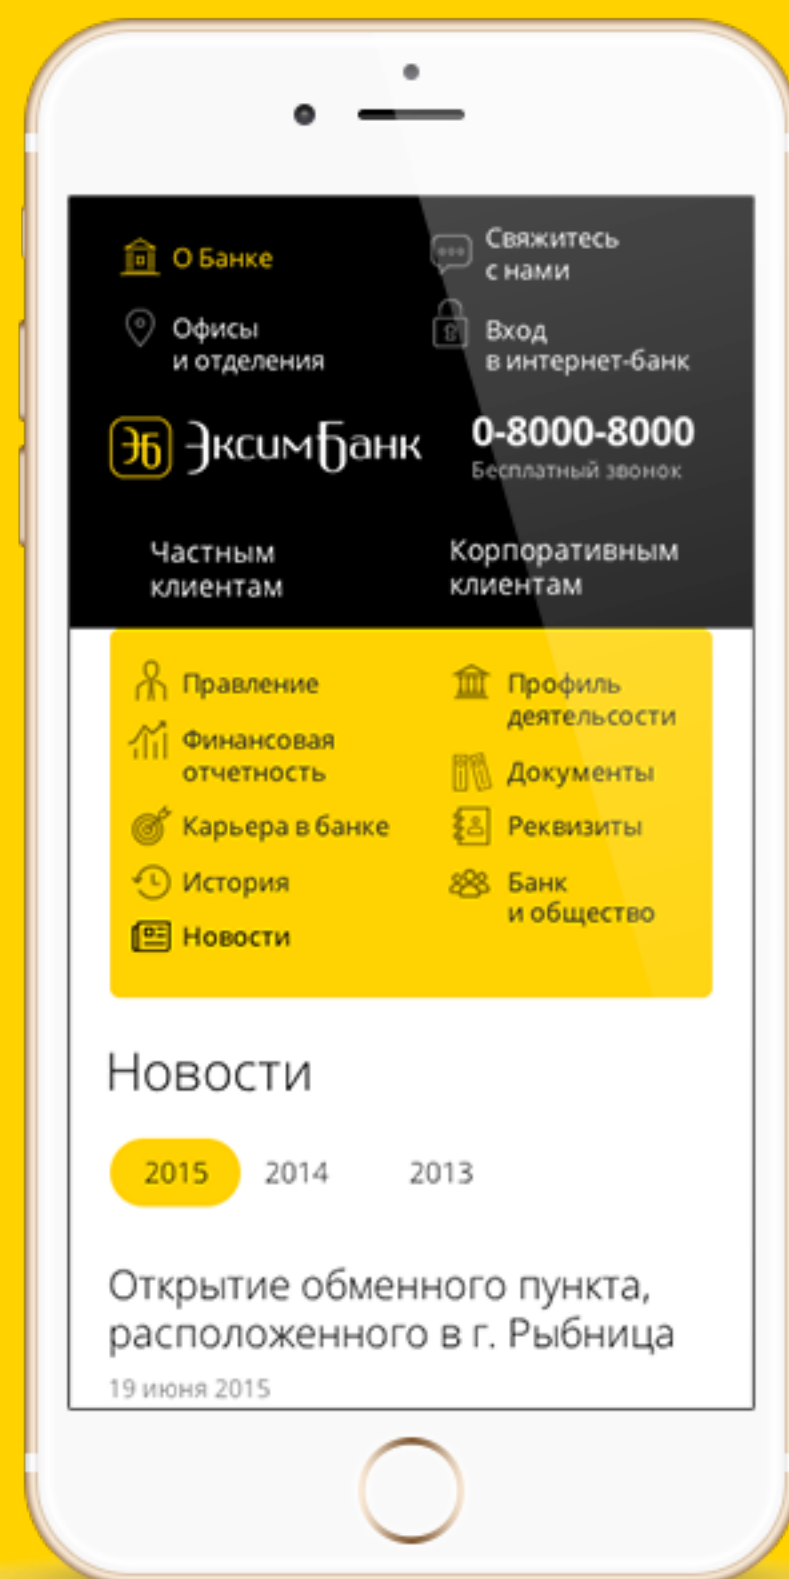 О Банке
Свяжитесь
с нами
Офисы
и отделения
Вход
в интернет-банк
ЭБ ЭксимБанк
0-8000-8000
Бесплатный звонок
Частным
клиентам
Корпоративным
клиентам
Правление
Профиль
деятельсости
Финансовая
отчетность
Документы
Карьера в банке
Реквизиты
История
Банк
и общество
Новости
Новости
2015 2014 2013
Открытие обменного пункта,
расположенного в г. Рыбница
19 июня 2015